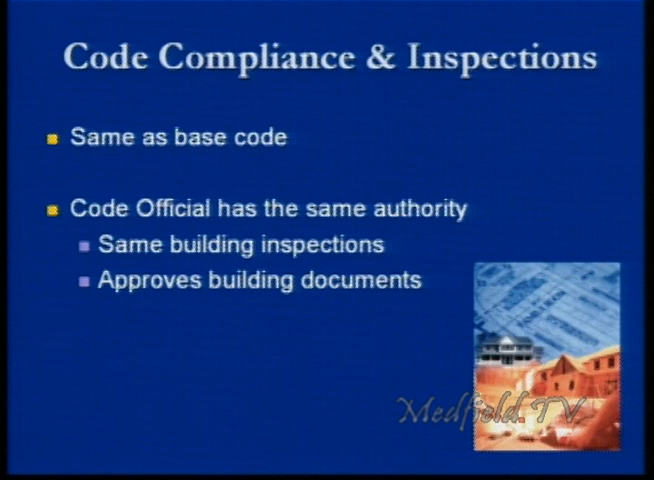 Code Compliance & Inspections
Same as base code
Code Official has the same authority
Same building inspections
Approves building documents
Medfield.TV